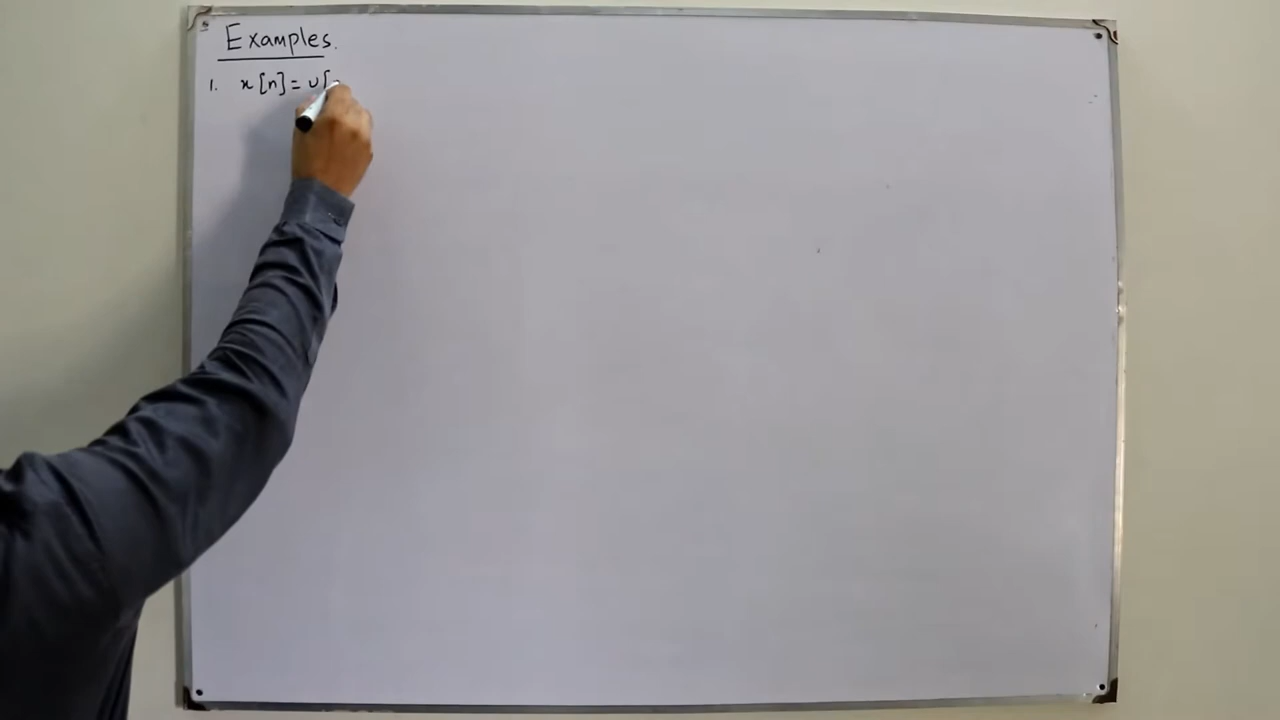 Examples.
1. x[n] = u[